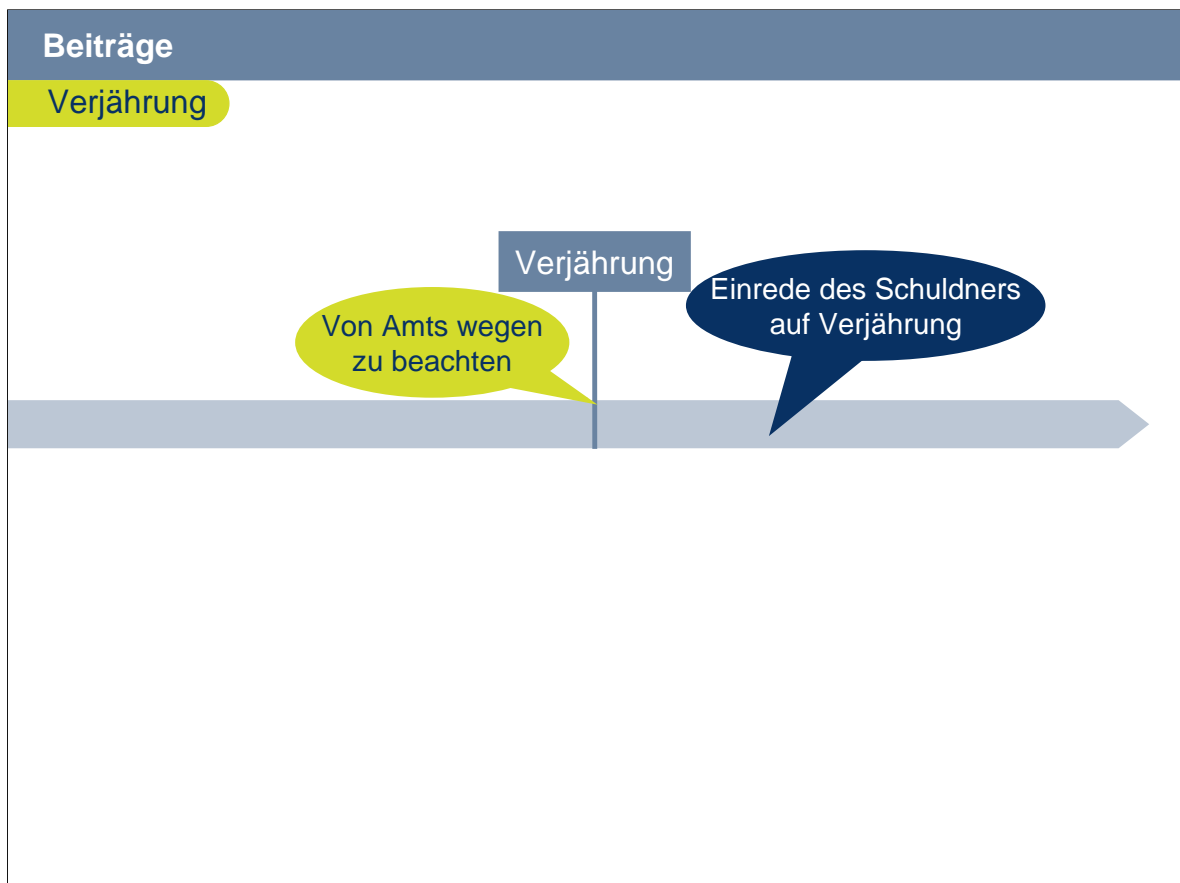 Beiträge
Verjährung
Verjährung
Von Amts wegen
zu beachten
Einrede des Schuldners
auf Verjährung